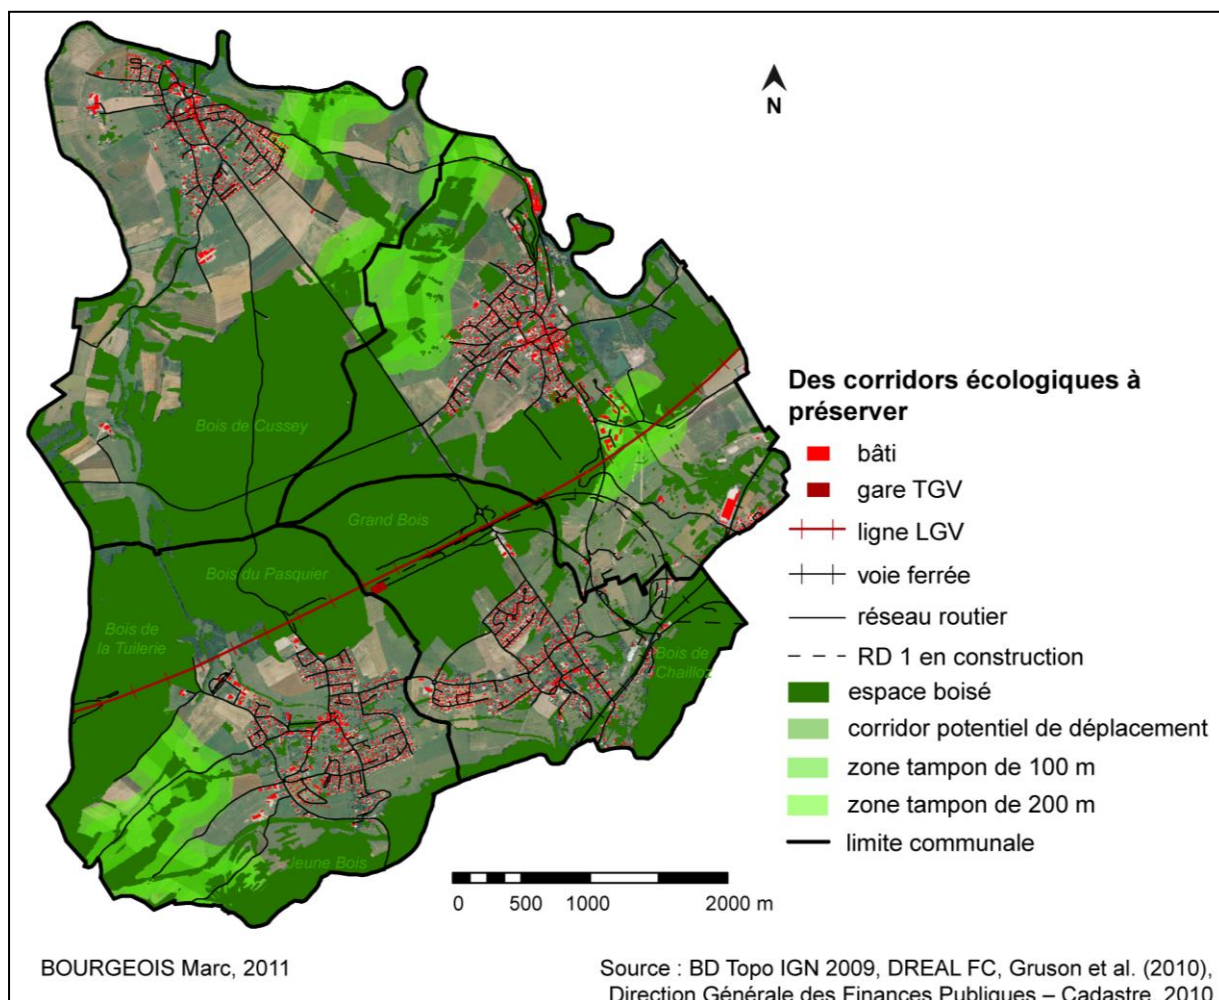 N
Bois de Cussey
Grand Bois
Bois du Pasquier
Bois de
la Tuilerie
Bois de
Chailloz
Jeune Bois
Des corridors écologiques à
préserver
bâti
gare TGV
ligne LGV
voie ferrée
réseau routier
RD 1 en construction
espace boisé
corridor potentiel de déplacement
zone tampon de 100 m
zone tampon de 200 m
limite communale
0 500 1000 2000 m
BOURGEOIS Marc, 2011
Source : BD Topo IGN 2009, DREAL FC, Gruson et al. (2010),
Direction Générale des Finances Publiques – Cadastre, 2010